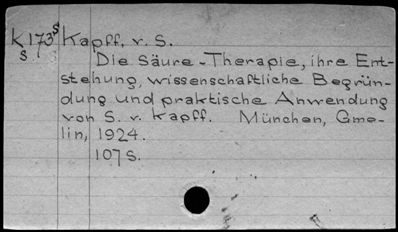 K173s Kapff, v. S.
s Die Säure-Therapie, ihre Ent-
stehung, wissenschaftliche Begrün-
dung und praktische Anwendung
von S. v. Kapff. München, Gme-
lin, 1924.
107 S.